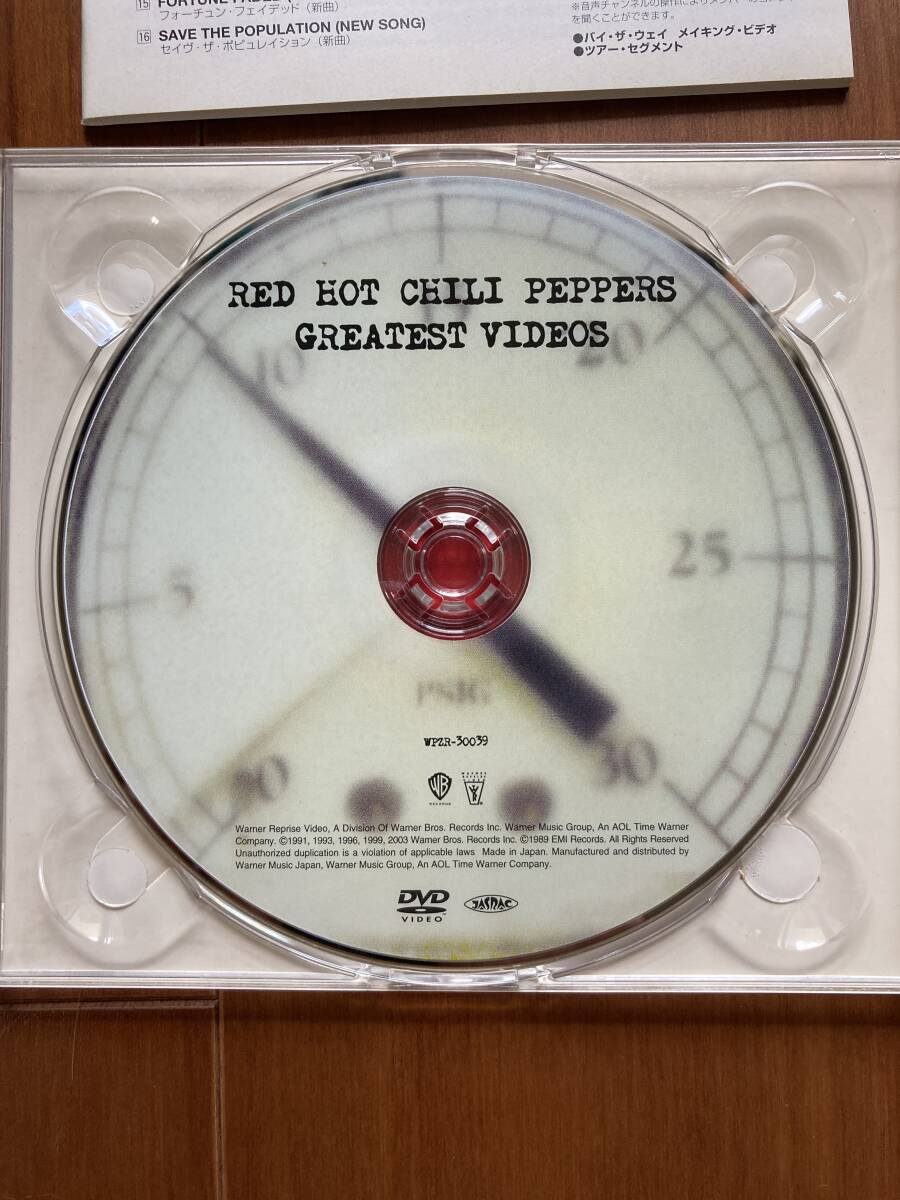 15 FORTUNE FADED (
フォーチュン・フェイデッド（新曲）
16 SAVE THE POPULATION (NEW SONG)
セイヴ・ザ・ポピュレイション（新曲）
を聞くことができます。
●バイ・ザ・ウェイ メイキング・ビデオ
●ツアー・セグメント
RED HOT CHILI PEPPERS
GREATEST VIDEOS
10
20
5
25
PSIG
30
30
WPZR-30039
WB
RECORDS
Warner Reprise Video, A Division Of Warner Bros. Records Inc. Warner Music Group, An AOL Time Warner
Company. ©1991, 1993, 1996, 1999, 2003 Warner Bros. Records Inc. ©1989 EMI Records. All Rights Reserved
Unauthorized duplication is a violation of applicable laws Made in Japan. Manufactured and distributed by
Warner Music Japan, Warner Music Group, An AOL Time Warner Company.
DVD
VIDEO
JASRAC